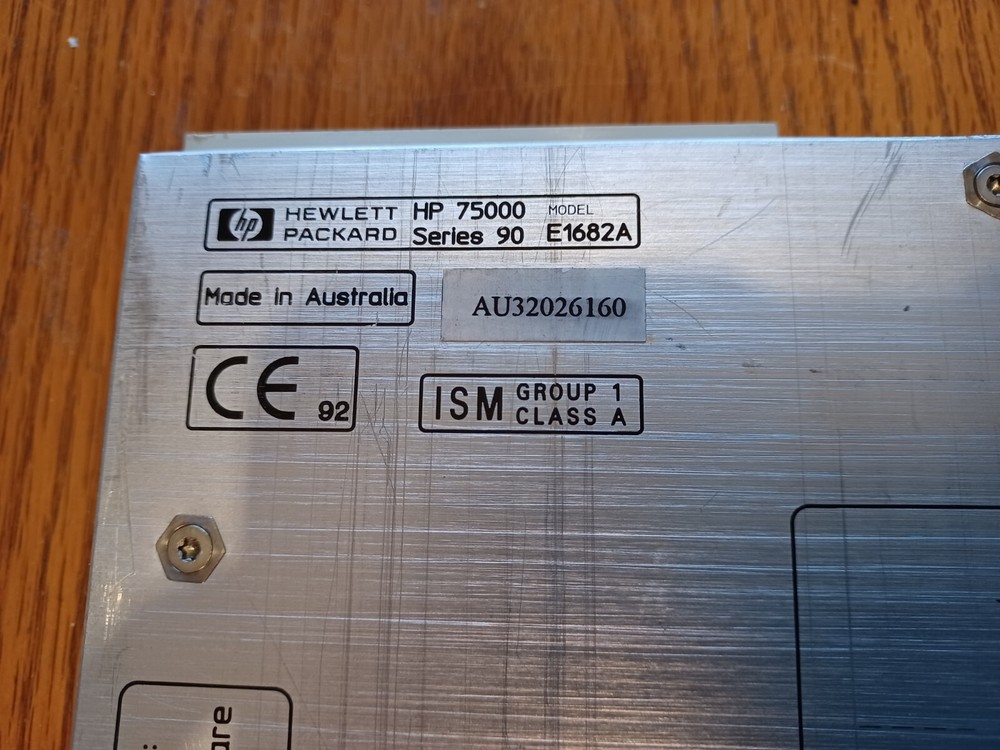 hp HEWLETT PACKARD HP 75000 Series 90 MODEL E1682A
Made in Australia
AU32026160
CE 92
ISM GROUP 1 CLASS A
are